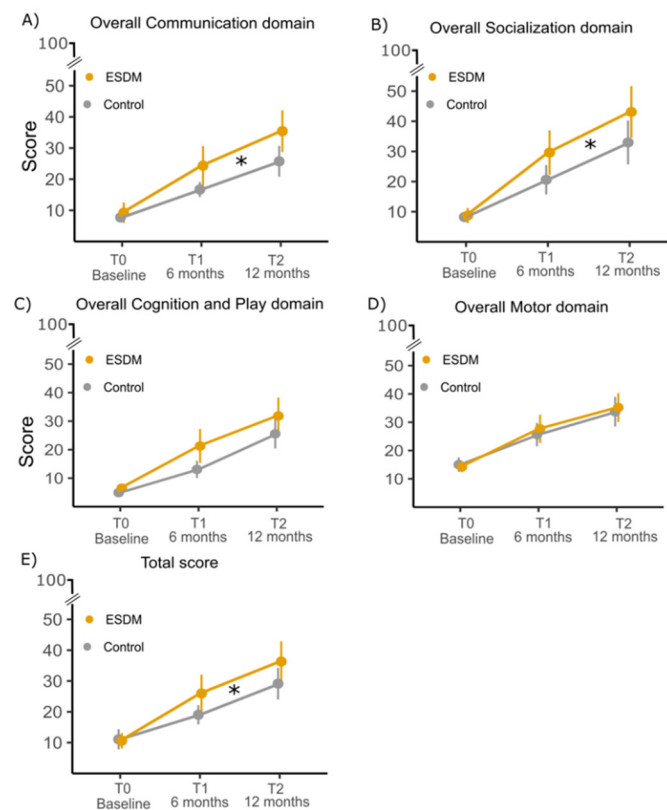 A) Overall Communication domain
100
ESDM
Control
50
40
30
20
10
Score
*
T0 T1 T2
Baseline 6 months 12 months
B) Overall Socialization domain
100
ESDM
Control
50
40
30
20
10
*
T0 T1 T2
Baseline 6 months 12 months
C) Overall Cognition and Play domain
100
ESDM
Control
50
40
30
20
10
Score
T0 T1 T2
Baseline 6 months 12 months
D) Overall Motor domain
100
ESDM
Control
50
40
30
20
10
T0 T1 T2
Baseline 6 months 12 months
E) Total score
100
ESDM
Control
50
40
30
20
10
*
T0 T1 T2
Baseline 6 months 12 months